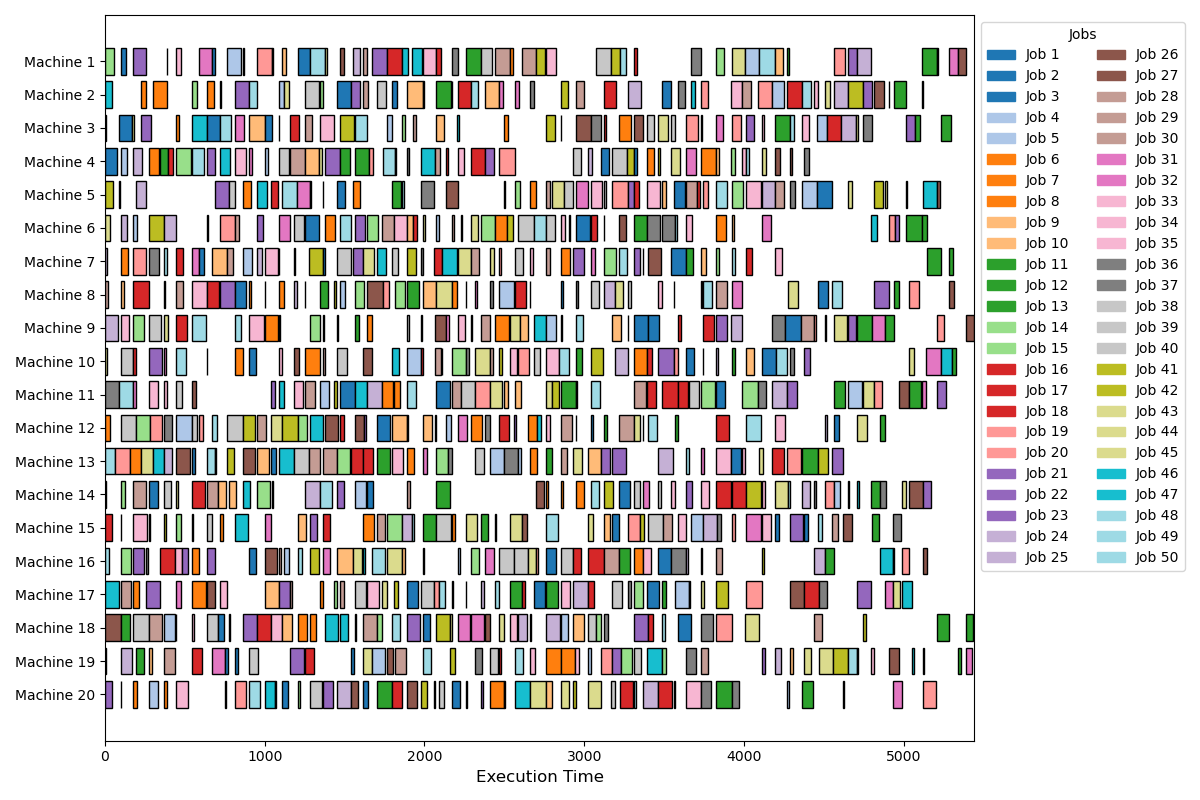 Machine 1
Machine 2
Machine 3
Machine 4
Machine 5
Machine 6
Machine 7
Machine 8
Machine 9
Machine 10
Machine 11
Machine 12
Machine 13
Machine 14
Machine 15
Machine 16
Machine 17
Machine 18
Machine 19
Machine 20
0 1000 2000 3000 4000 5000
Execution Time
Jobs
Job 1 Job 26
Job 2 Job 27
Job 3 Job 28
Job 4 Job 29
Job 5 Job 30
Job 6 Job 31
Job 7 Job 32
Job 8 Job 33
Job 9 Job 34
Job 10 Job 35
Job 11 Job 36
Job 12 Job 37
Job 13 Job 38
Job 14 Job 39
Job 15 Job 40
Job 16 Job 41
Job 17 Job 42
Job 18 Job 43
Job 19 Job 44
Job 20 Job 45
Job 21 Job 46
Job 22 Job 47
Job 23 Job 48
Job 24 Job 49
Job 25 Job 50